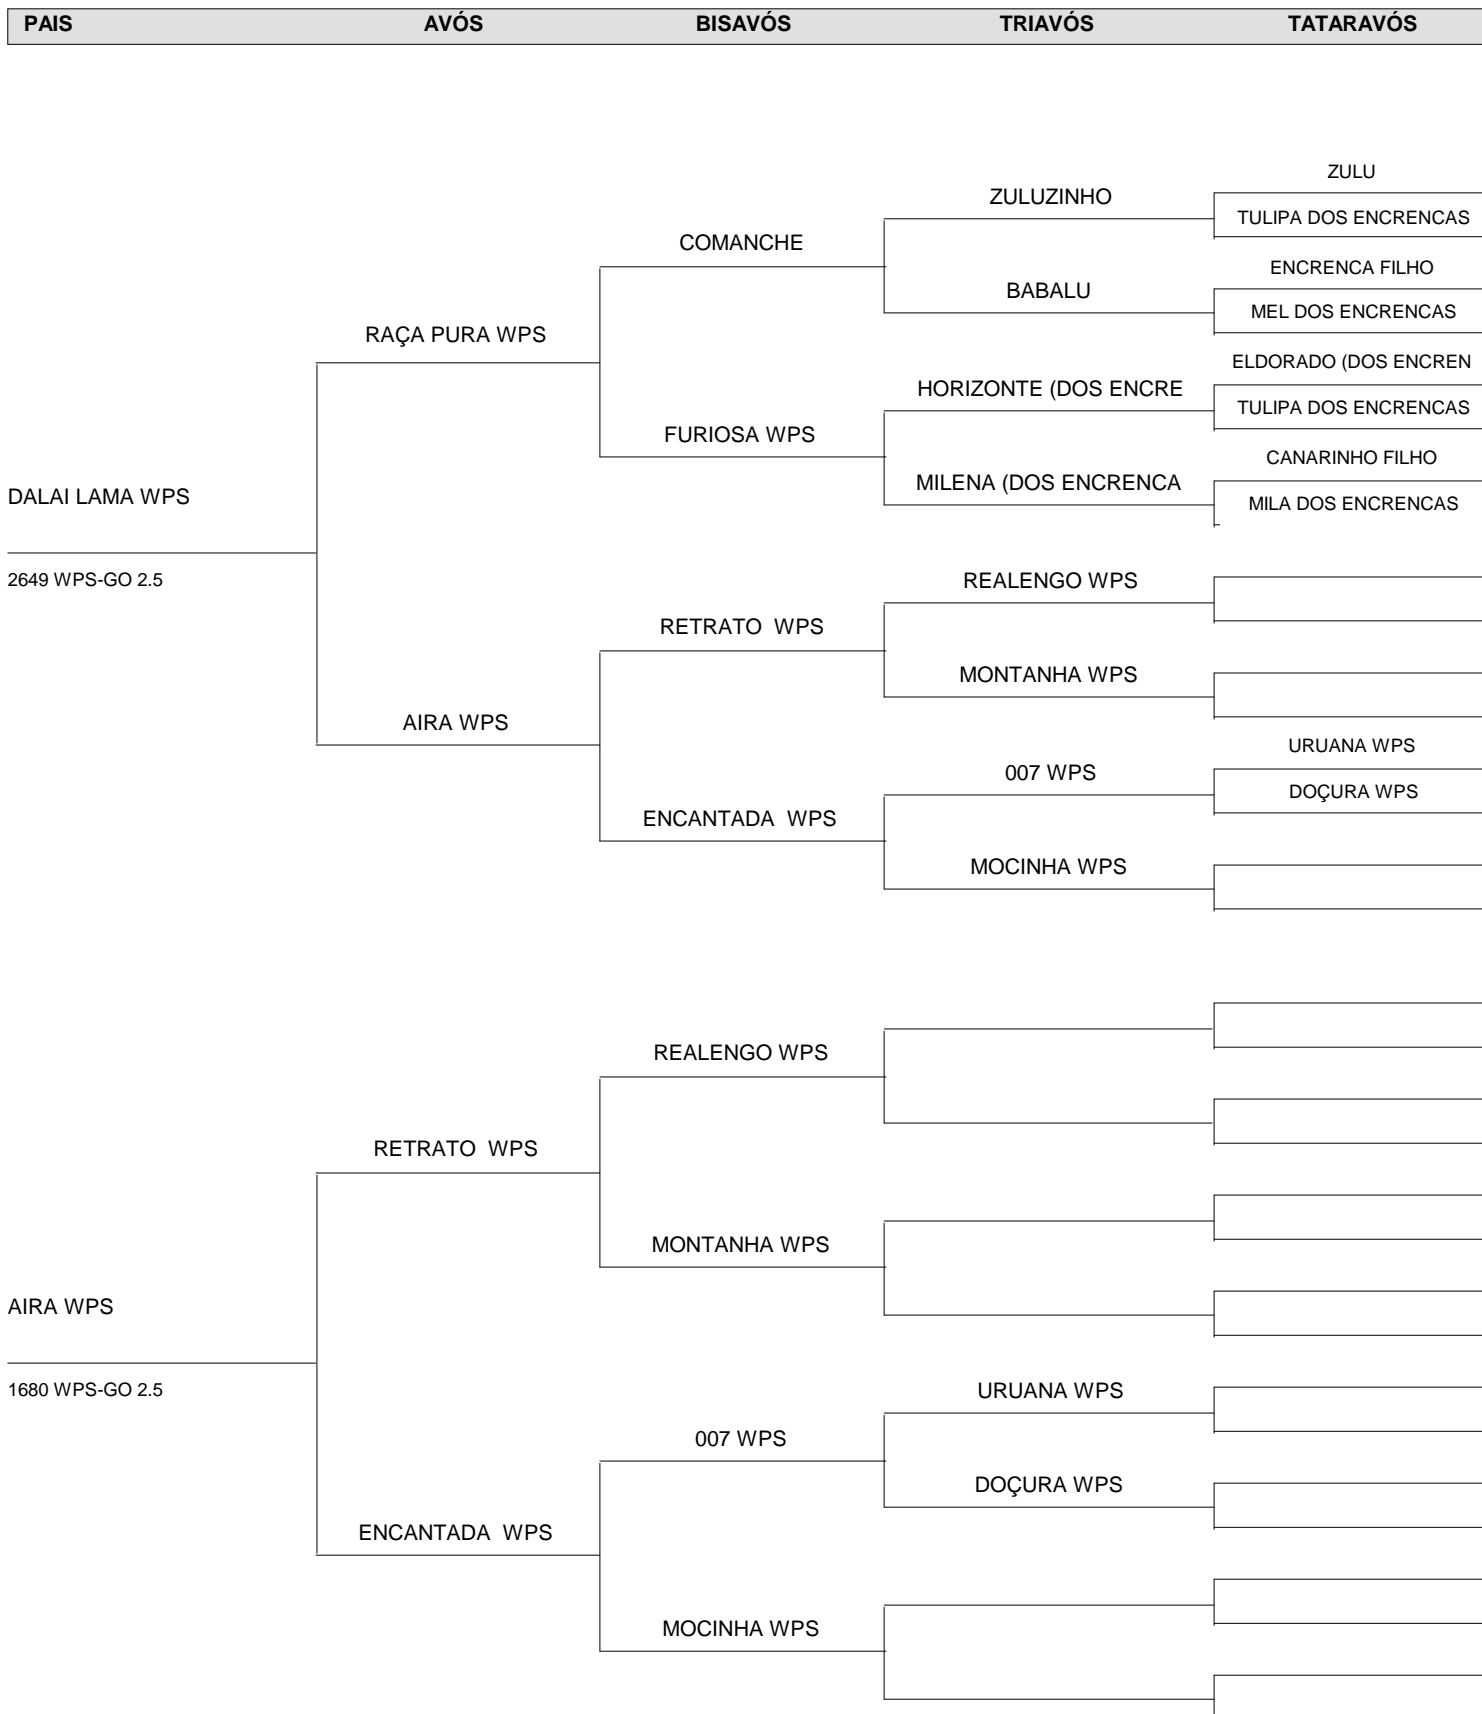 PAIS AVÓS BISAVÓS TRIAVÓS TATARAVÓS
ZULU
ZULUZINHO
TULIPA DOS ENCRENCAS
COMANCHE
ENCRENCA FILHO
BABALU
MEL DOS ENCRENCAS
RAÇA PURA WPS
ELDORADO (DOS ENCREN
HORIZONTE (DOS ENCRE
TULIPA DOS ENCRENCAS
FURIOSA WPS
CANARINHO FILHO
MILENA (DOS ENCRENCA
DALAI LAMA WPS
MILA DOS ENCRENCAS
2649 WPS-GO 2.5
REALENGO WPS
RETRATO  WPS
MONTANHA WPS
AIRA WPS
URUANA WPS
007 WPS
DOÇURA WPS
ENCANTADA  WPS
MOCINHA WPS
REALENGO WPS
RETRATO  WPS
MONTANHA WPS
AIRA WPS
1680 WPS-GO 2.5
URUANA WPS
007 WPS
DOÇURA WPS
ENCANTADA  WPS
MOCINHA WPS